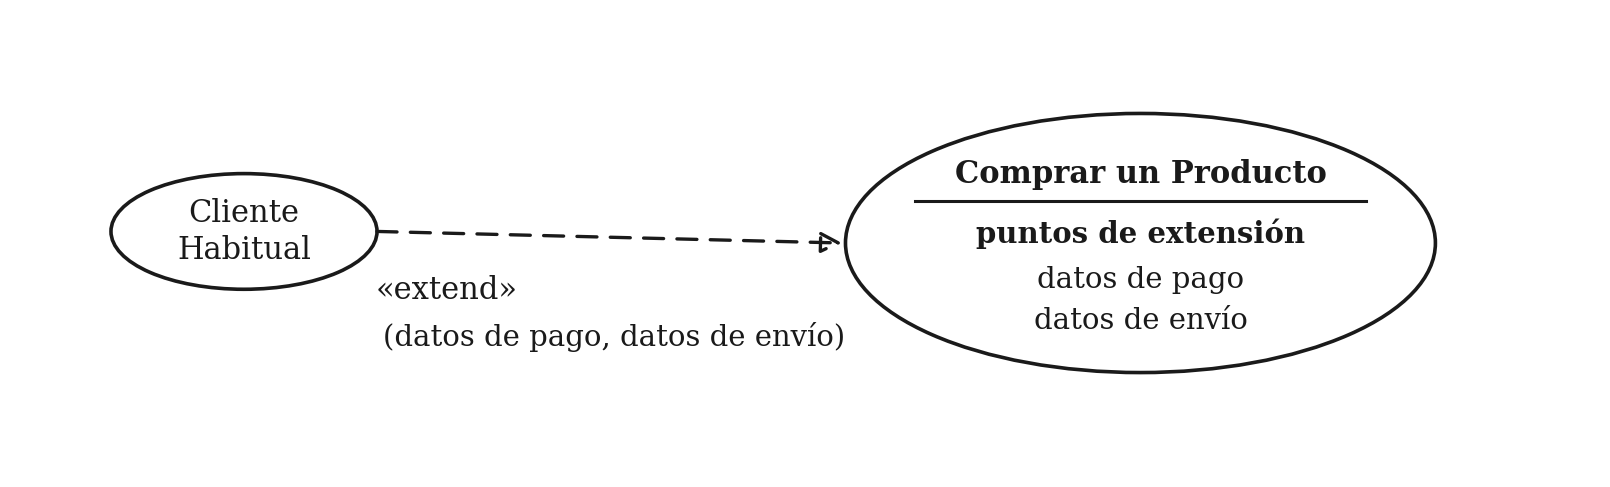 Cliente
Habitual
«extend»
(datos de pago, datos de envío)
Comprar un Producto
puntos de extensión
datos de pago
datos de envío